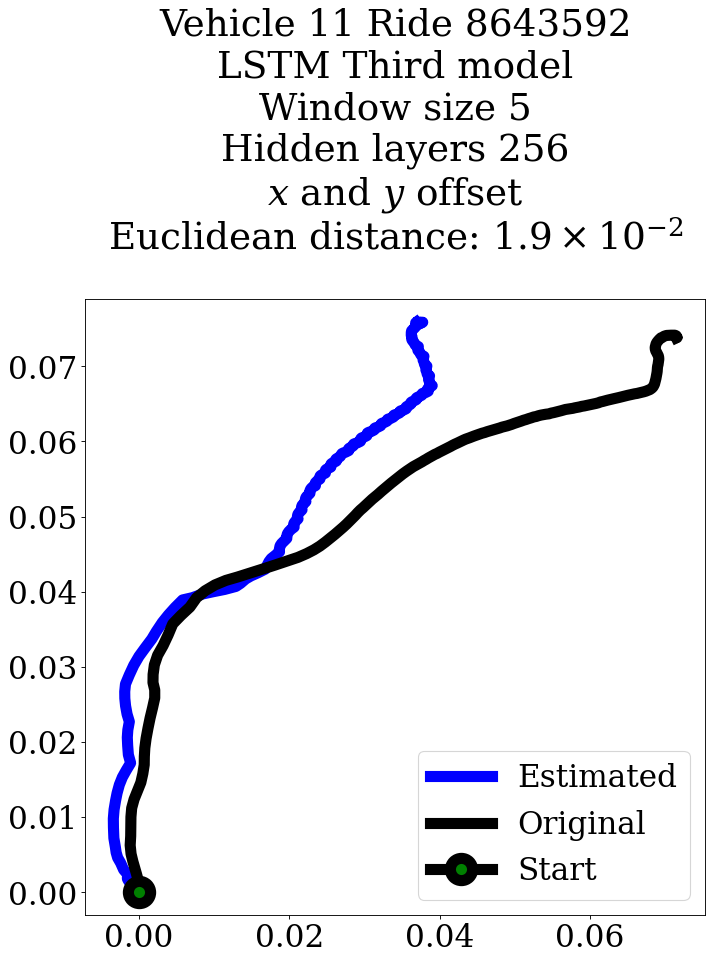 Vehicle 11 Ride 8643592
LSTM Third model
Window size 5
Hidden layers 256
x and y offset
Euclidean distance: 1.9 × 10⁻²
0.07
0.06
0.05
0.04
0.03
0.02
0.01
0.00
Estimated
Original
Start
0.00 0.02 0.04 0.06